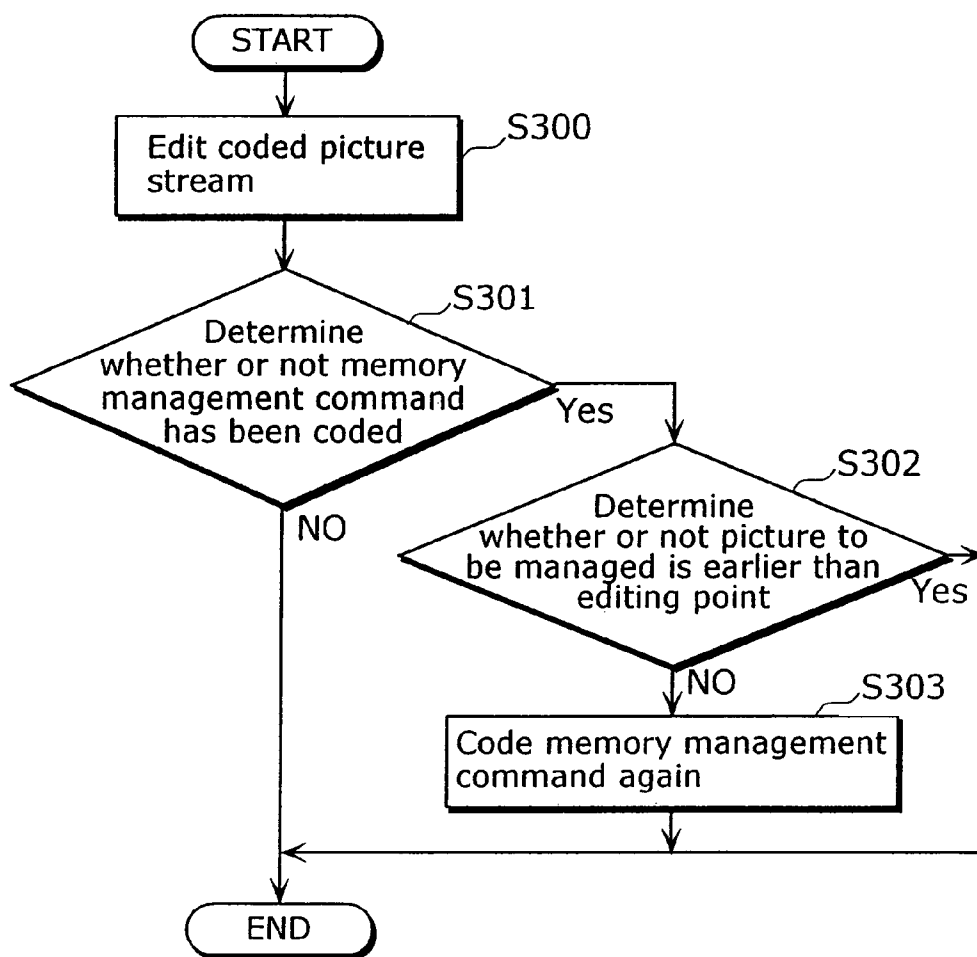 START
S300
Edit coded picture
stream
S301
Determine
whether or not memory
management command
has been coded
Yes
NO
S302
Determine
whether or not picture to
be managed is earlier than
editing point
Yes
NO
S303
Code memory management
command again
END